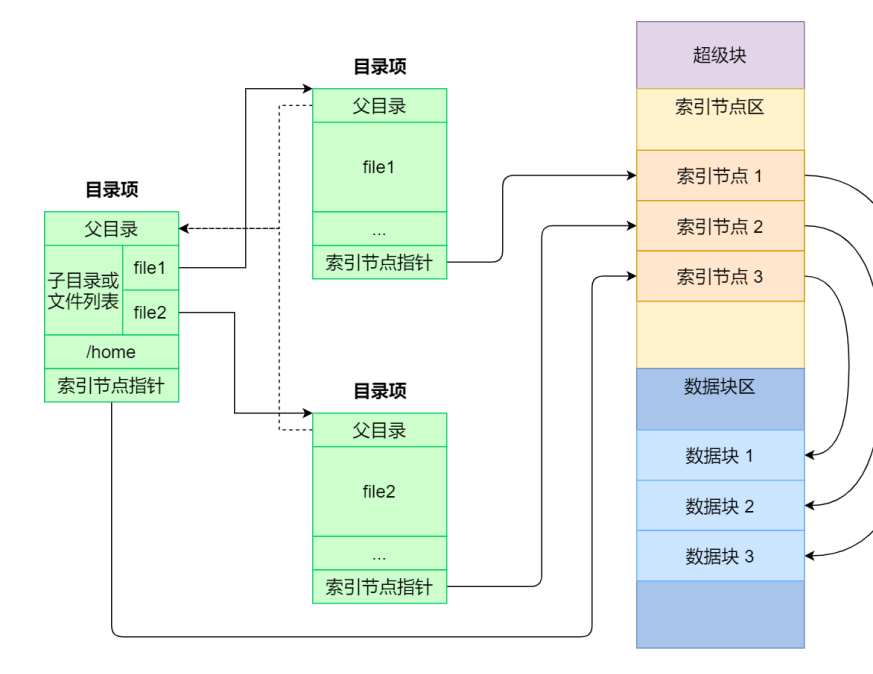 目录项
父目录
子目录或
文件列表
file1
file2
/home
索引节点指针
目录项
父目录
file1
...
索引节点指针
目录项
父目录
file2
...
索引节点指针
超级块
索引节点区
索引节点 1
索引节点 2
索引节点 3
数据块区
数据块 1
数据块 2
数据块 3